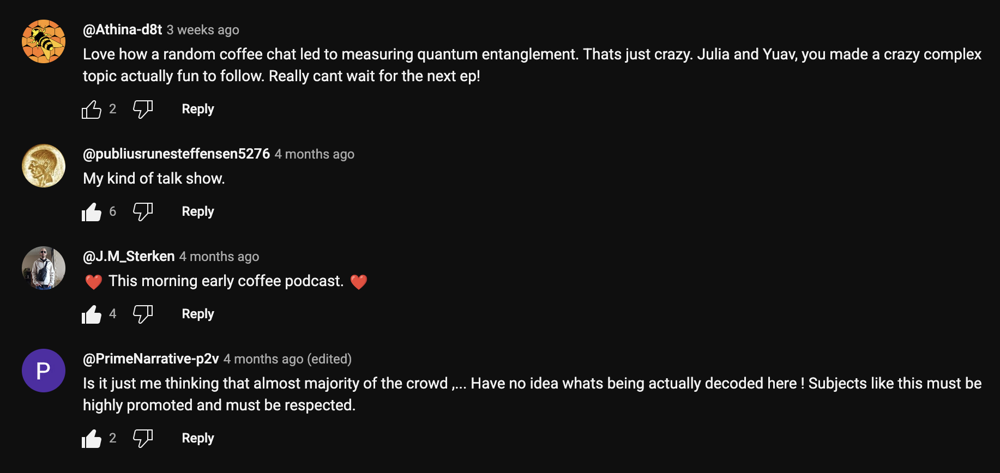 @Athina-d8t 3 weeks ago
Love how a random coffee chat led to measuring quantum entanglement. Thats just crazy. Julia and Yuav, you made a crazy complex
topic actually fun to follow. Really cant wait for the next ep!
2 Reply
@publiusrunesteffensen5276 4 months ago
My kind of talk show.
6 Reply
@J.M_Sterken 4 months ago
❤️ This morning early coffee podcast. ❤️
4 Reply
P
@PrimeNarrative-p2v 4 months ago (edited)
Is it just me thinking that almost majority of the crowd ,... Have no idea whats being actually decoded here ! Subjects like this must be
highly promoted and must be respected.
2 Reply